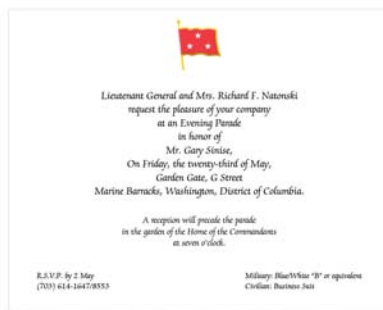 Lieutenant General and Mrs. Richard F. Natonski
request the pleasure of your company
at an Evening Parade
in honor of
Mr. Gary Sinise,
On Friday, the twenty-third of May,
Garden Gate, G Street
Marine Barracks, Washington, District of Columbia.
A reception will precede the parade
in the garden of the Home of the Commandants
at seven o'clock.
R.S.V.P. by 2 May
(703) 614-1647/8553
Military: Blue/White "B" or equivalent
Civilian: Business Suit